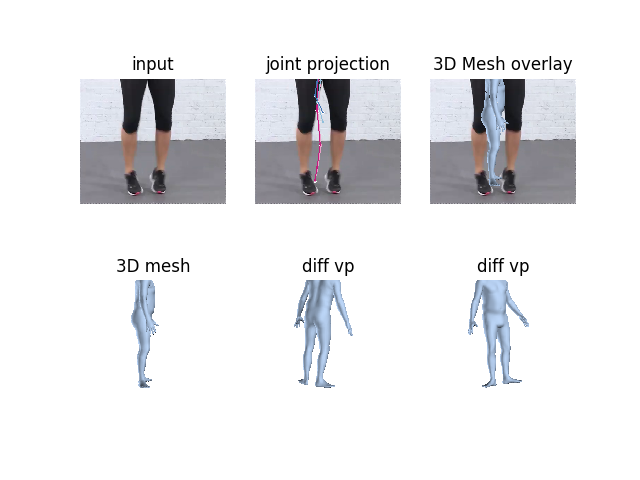 input
joint projection
3D Mesh overlay
3D mesh
diff vp
diff vp